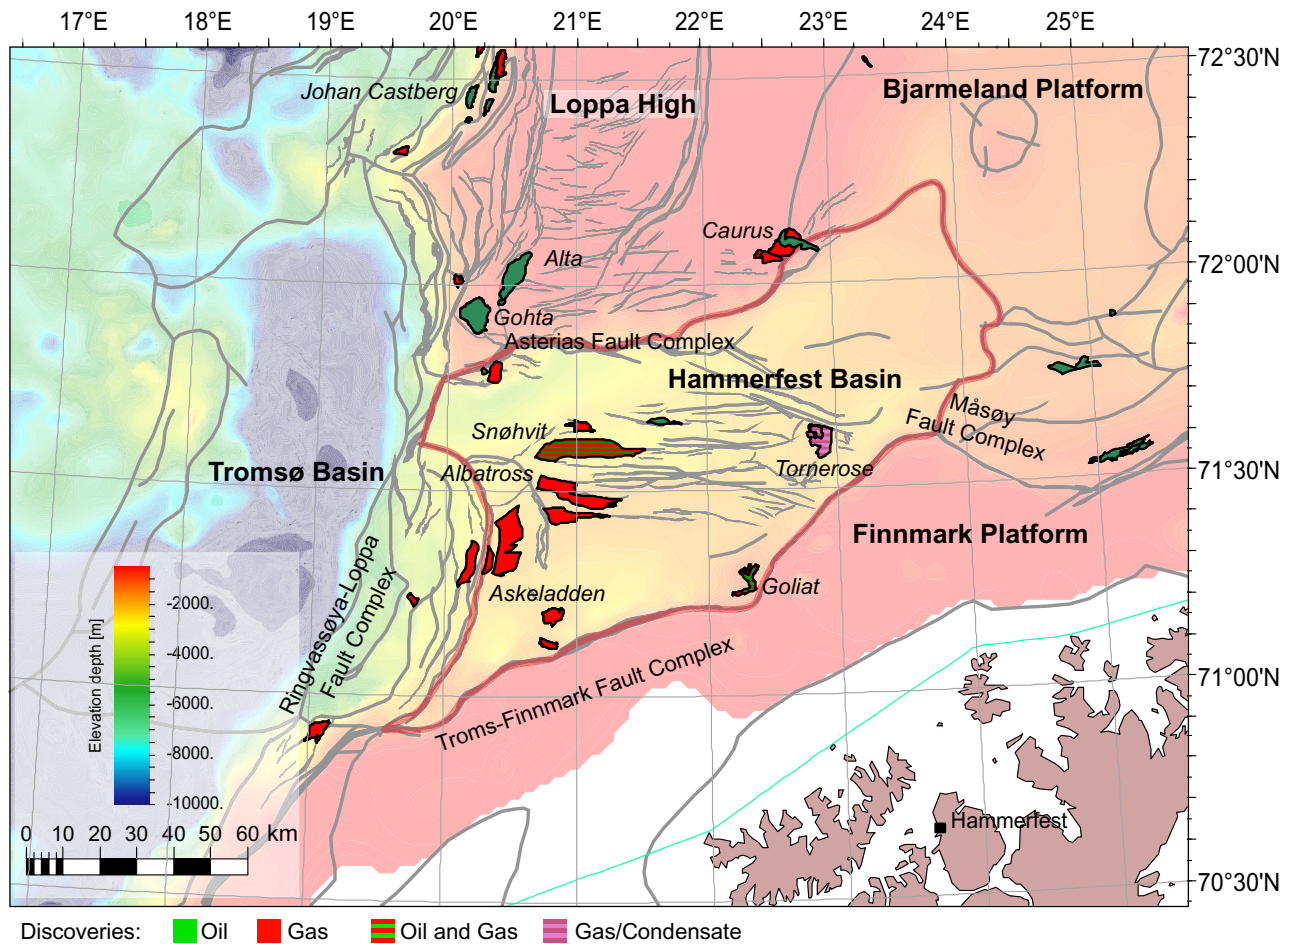 17°E 18°E 19°E 20°E 21°E 22°E 23°E 24°E 25°E
72°30'N
Johan Castberg
Loppa High
Bjarmeland Platform
Caurus
Alta
72°00'N
Gohta
Asterias Fault Complex
Hammerfest Basin
Måsøy
Fault Complex
Snøhvit
Tromsø Basin
Albatross
Tornerose
71°30'N
Finnmark Platform
Askeladden
Goliat
Ringvassøya-Loppa
Fault Complex
Troms-Finnmark Fault Complex
71°00'N
Elevation depth [m]
-2000.
-4000.
-6000.
-8000.
-10000.
0 10 20 30 40 50 60 km
Hammerfest
70°30'N
Discoveries: Oil Gas Oil and Gas Gas/Condensate